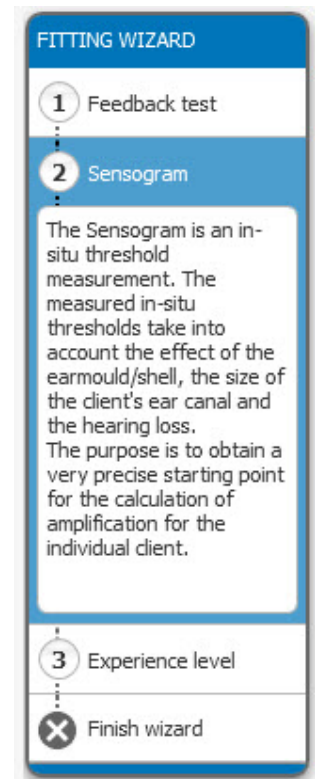 FITTING WIZARD
1 Feedback test
2 Sensogram
The Sensogram is an in-
situ threshold
measurement. The
measured in-situ
thresholds take into
account the effect of the
earmould/shell, the size of
the client's ear canal and
the hearing loss.
The purpose is to obtain a
very precise starting point
for the calculation of
amplification for the
individual client.
3 Experience level
Finish wizard